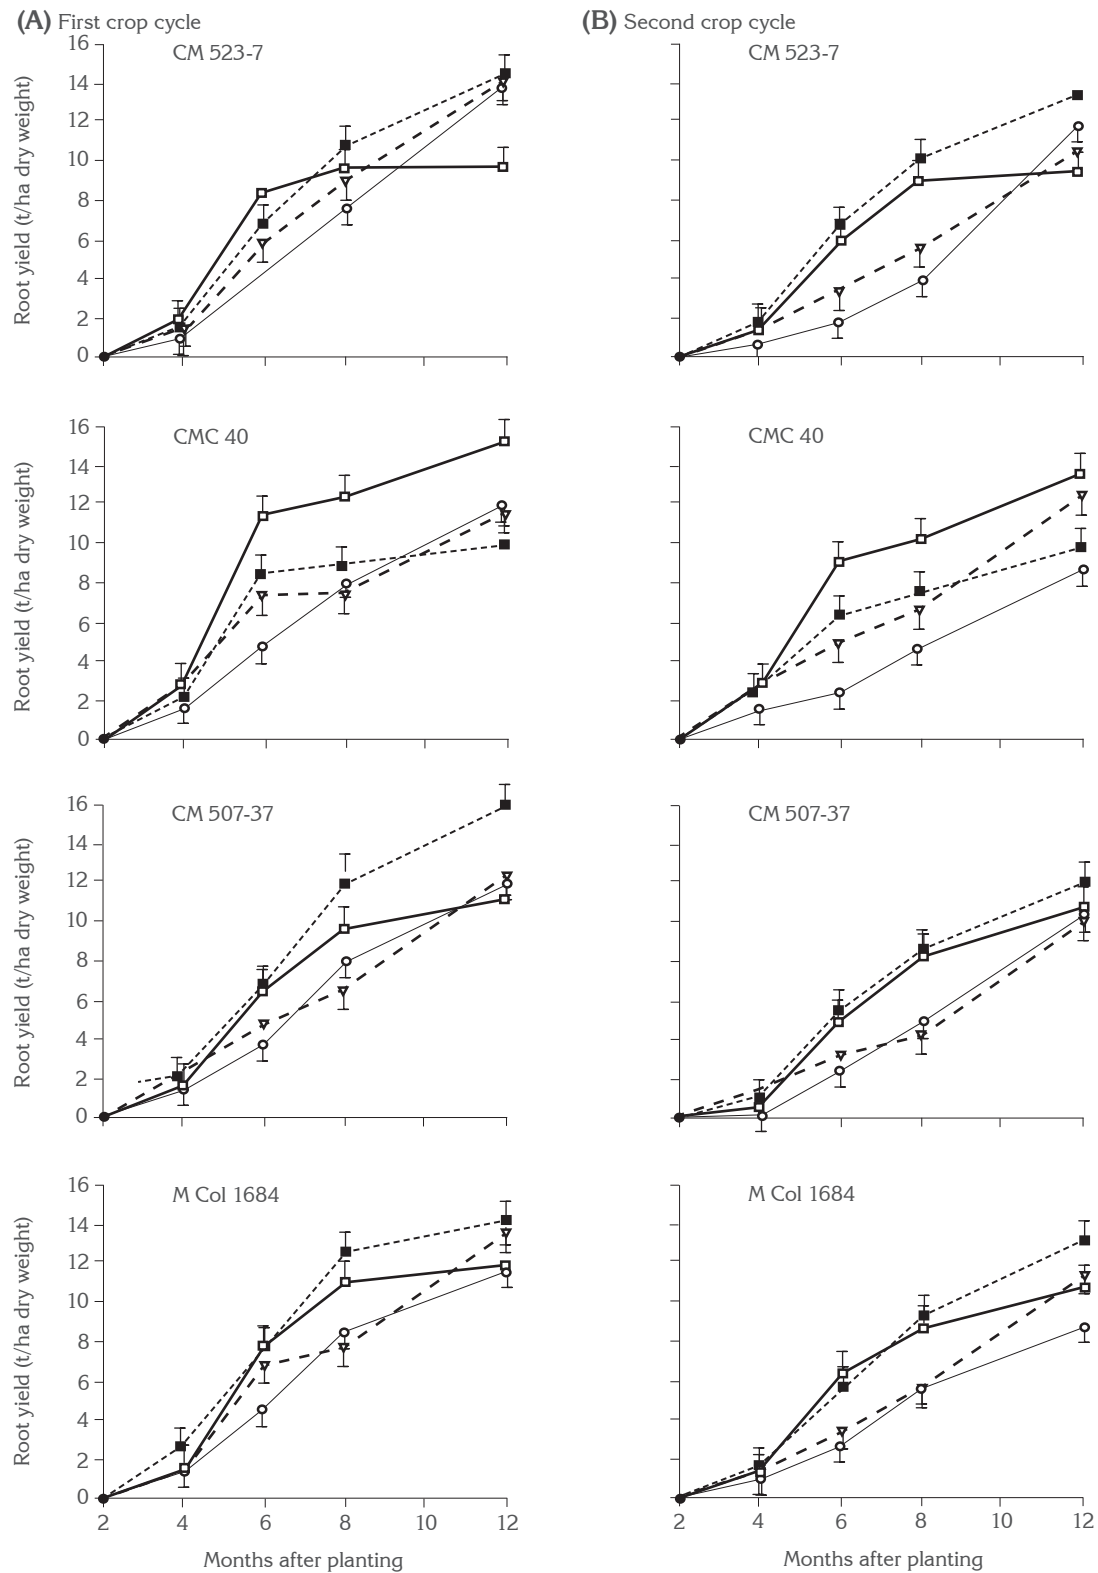 (A) First crop cycle
(B) Second crop cycle
CM 523-7
CM 523-7
16
14
12
10
8
6
4
2
0
Root yield (t/ha dry weight)
CMC 40
CMC 40
16
14
12
10
8
6
4
2
0
Root yield (t/ha dry weight)
CM 507-37
CM 507-37
16
14
12
10
8
6
4
2
0
Root yield (t/ha dry weight)
M Col 1684
M Col 1684
16
14
12
10
8
6
4
2
0
Root yield (t/ha dry weight)
2 4 6 8 10 12
2 4 6 8 10 12
Months after planting
Months after planting